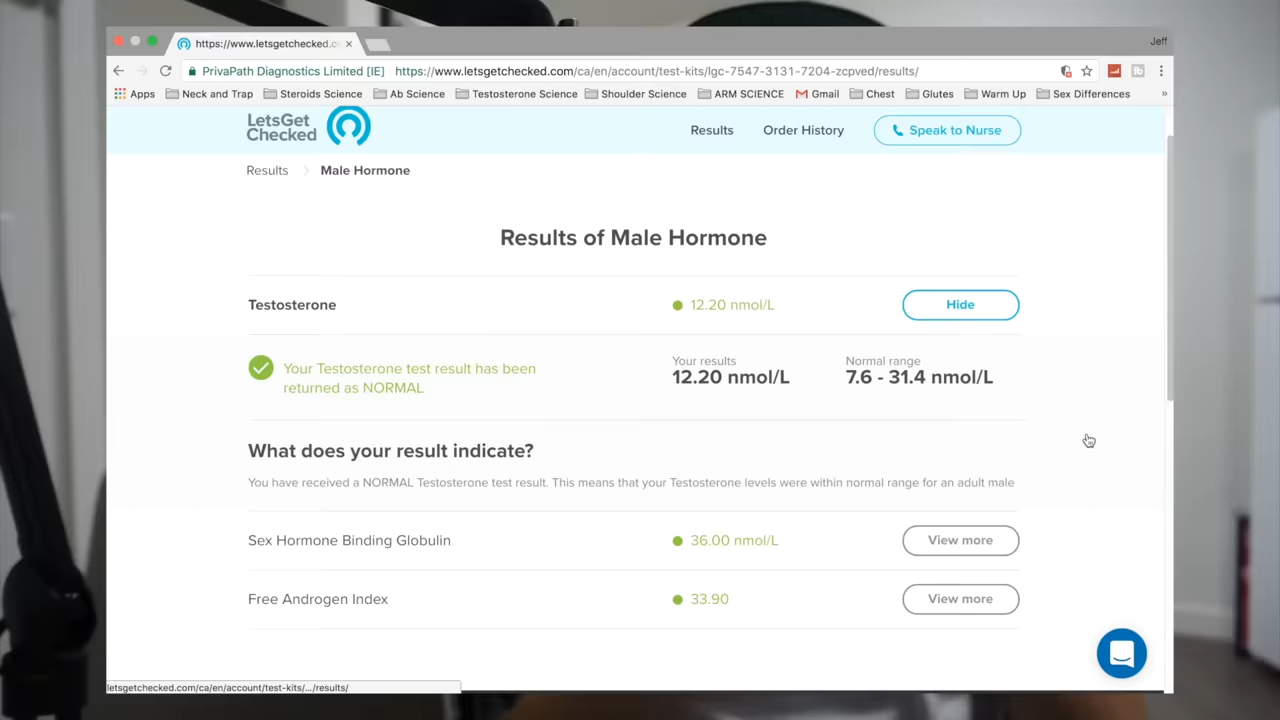 https://www.letsgetchecked.c
Jeff
PrivaPath Diagnostics Limited [IE] https://www.letsgetchecked.com/ca/en/account/test-kits/lgc-7547-3131-7204-zcpved/results/
Apps Neck and Trap Steroids Science Ab Science Testosterone Science Shoulder Science ARM SCIENCE Gmail Chest Glutes Warm Up Sex Differences »
LetsGet
Checked
Results Order History Speak to Nurse
Results Male Hormone
Results of Male Hormone
Testosterone 12.20 nmol/L Hide
Your Testosterone test result has been
returned as NORMAL
Your results
12.20 nmol/L
Normal range
7.6 - 31.4 nmol/L
What does your result indicate?
You have received a NORMAL Testosterone test result. This means that your Testosterone levels were within normal range for an adult male
Sex Hormone Binding Globulin 36.00 nmol/L View more
Free Androgen Index 33.90 View more
letsgetchecked.com/ca/en/account/test-kits/.../results/